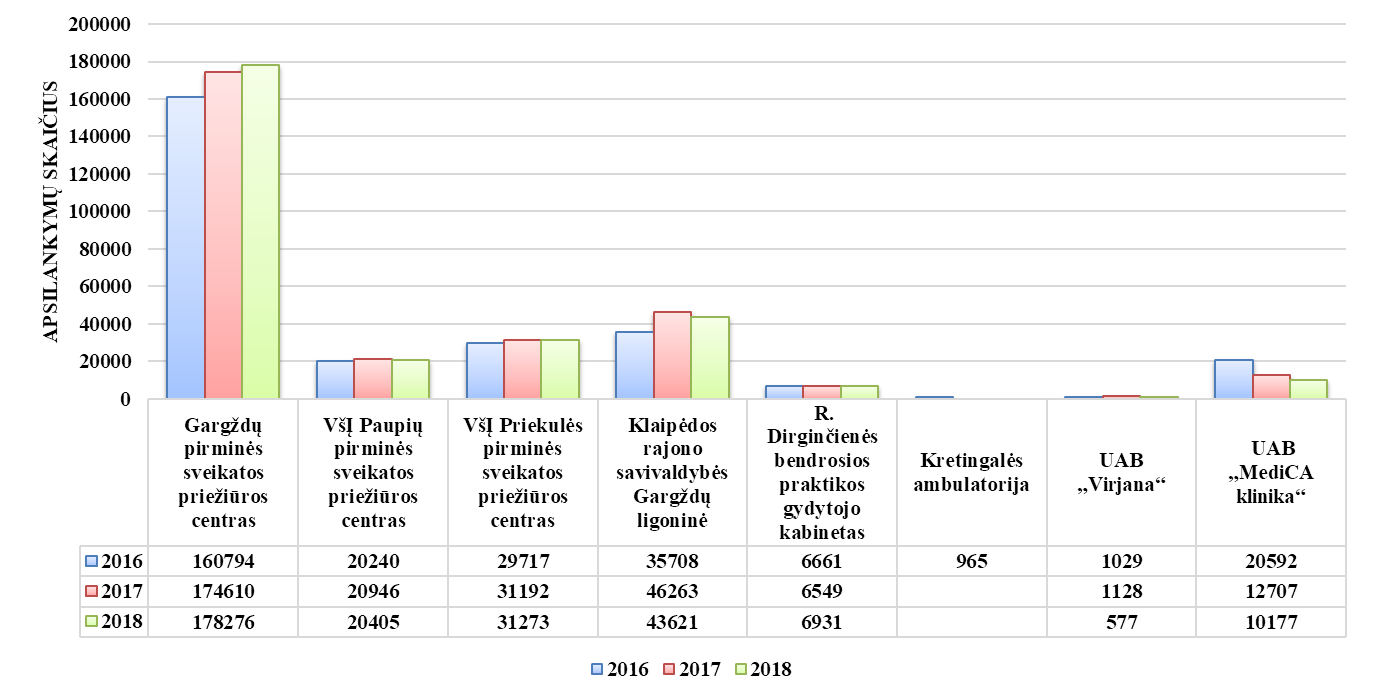 APSILANKYMŲ SKAIČIUS
200000
180000
160000
140000
120000
100000
80000
60000
40000
20000
0
Gargždų
pirminės
sveikatos
priežiūros
centras
VšĮ Paupių
pirminės
sveikatos
priežiūros
centras
VšĮ Priekulės
pirminės
sveikatos
priežiūros
centras
Klaipėdos
rajono
savivaldybės
Gargždų
ligoninė
R.
Dirginčienės
bendrosios
praktikos
gydytojo
kabinetas
Kretingalės
ambulatorija
UAB
„Virjana“
UAB
„MediCA
klinika“
2016 160794 20240 29717 35708 6661 965 1029 20592
2017 174610 20946 31192 46263 6549 1128 12707
2018 178276 20405 31273 43621 6931 577 10177
2016 2017 2018